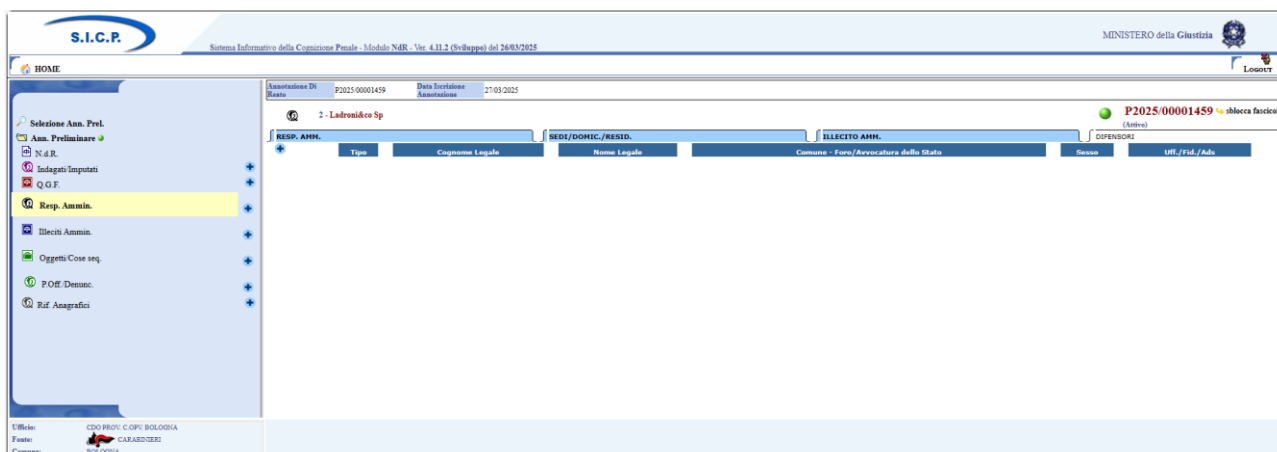 S.I.C.P.
Sistema Informativo della Cognizione Penale - Modulo NdR - Ver. 4.11.2 (Sviluppo) del 26/03/2025
MINISTERO della Giustizia
HOME
LOGOUT
Annotazione Di Reato P2025/00001459 Data Iscrizione Annotazione 27/03/2025
2 - Ladroni&co Sp
P2025/00001459 sblocca fascicol
(Attivo)
RESP. AMM. SEDI/DOMIC./RESID. ILLECITO AMM. DIFENSORI
Tipo Cognome Legale Nome Legale Comune - Foro/Avvocatura dello Stato Sesso Uff./Fid./Ads
Selezione Ann. Prel.
Ann. Preliminare
N.d.R.
Indagati/Imputati
Q.G.F.
Resp. Ammin.
Illeciti Ammin.
Oggetti/Cose seq.
P.Off./Denunc.
Rif. Anagrafici
Ufficio: CDO PROV. C.OPV. BOLOGNA
Fonte: CARABINIERI
Comune: BOLOGNA